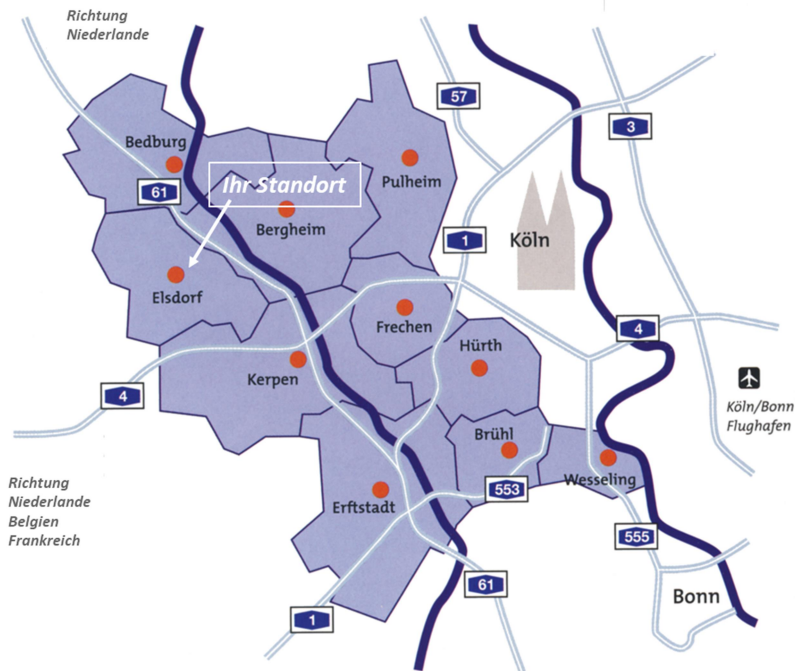 Richtung
Niederlande
57
3
Bedburg
61
Ihr Standort
Pulheim
Bergheim
1
Köln
Elsdorf
Frechen
4
Hürth
Kerpen
4
Köln/Bonn
Flughafen
Brühl
Wesseling
Richtung
Niederlande
Belgien
Frankreich
553
Erftstadt
555
61
Bonn
1